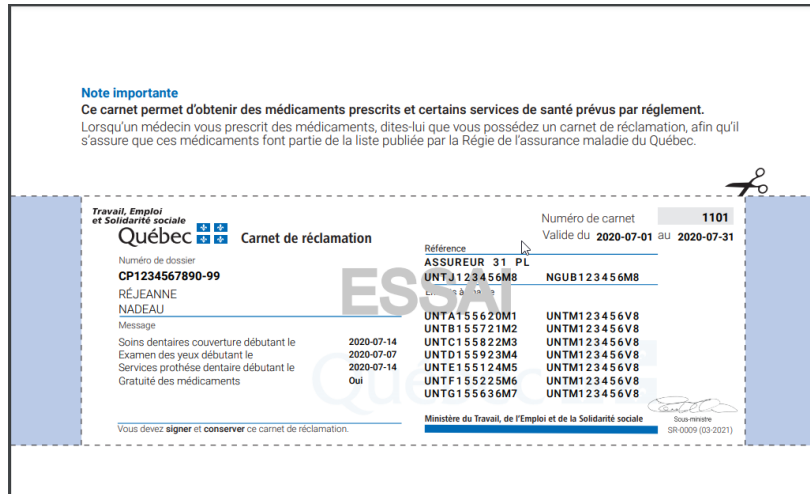 Note importante
Ce carnet permet d'obtenir des médicaments prescrits et certains services de santé prévus par réglement.
Lorsqu'un médecin vous prescrit des médicaments, dites-lui que vous possédez un carnet de réclamation, afin qu'il
s'assure que ces médicaments font partie de la liste publiée par la Régie de l'assurance maladie du Québec.
Travail, Emploi
et Solidarité sociale
Québec
Carnet de réclamation
Numéro de carnet 1101
Valide du 2020-07-01 au 2020-07-31
Numéro de dossier
CP1234567890-99
RÉJEANNE
NADEAU
Message
Soins dentaires couverture débutant le 2020-07-14
Examen des yeux débutant le 2020-07-07
Services prothése dentaire débutant le 2020-07-14
Gratuité des médicaments Oui
Vous devez signer et conserver ce carnet de réclamation.
Référence
ASSUREUR 31 PL
UNTJ123456M8 NGUB123456M8
ESSAI
UNTA155620M1 UNTM123456V8
UNTB155721M2 UNTM123456V8
UNTC155822M3 UNTM123456V8
UNTD155923M4 UNTM123456V8
UNTE155124M5 UNTM123456V8
UNTF155225M6 UNTM123456V8
UNTG155636M7 UNTM123456V8
Ministère du Travail, de l'Emploi et de la Solidarité sociale
Sous-ministre
SR-0009 (03-2021)